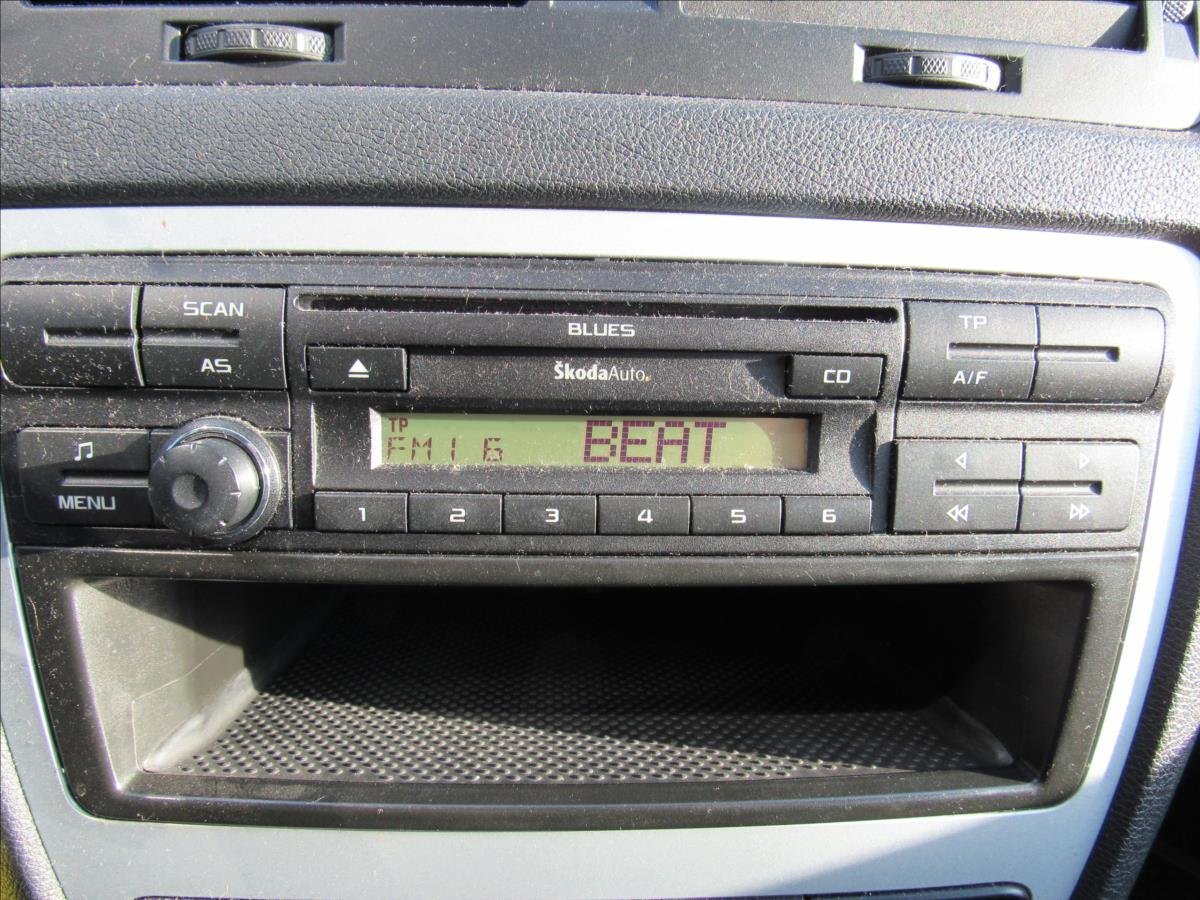 SCAN
AS
BLUES
TP
A/F
ŠkodaAuto
CD
TP
FM1 6 BEAT
MENU
1 2 3 4 5 6